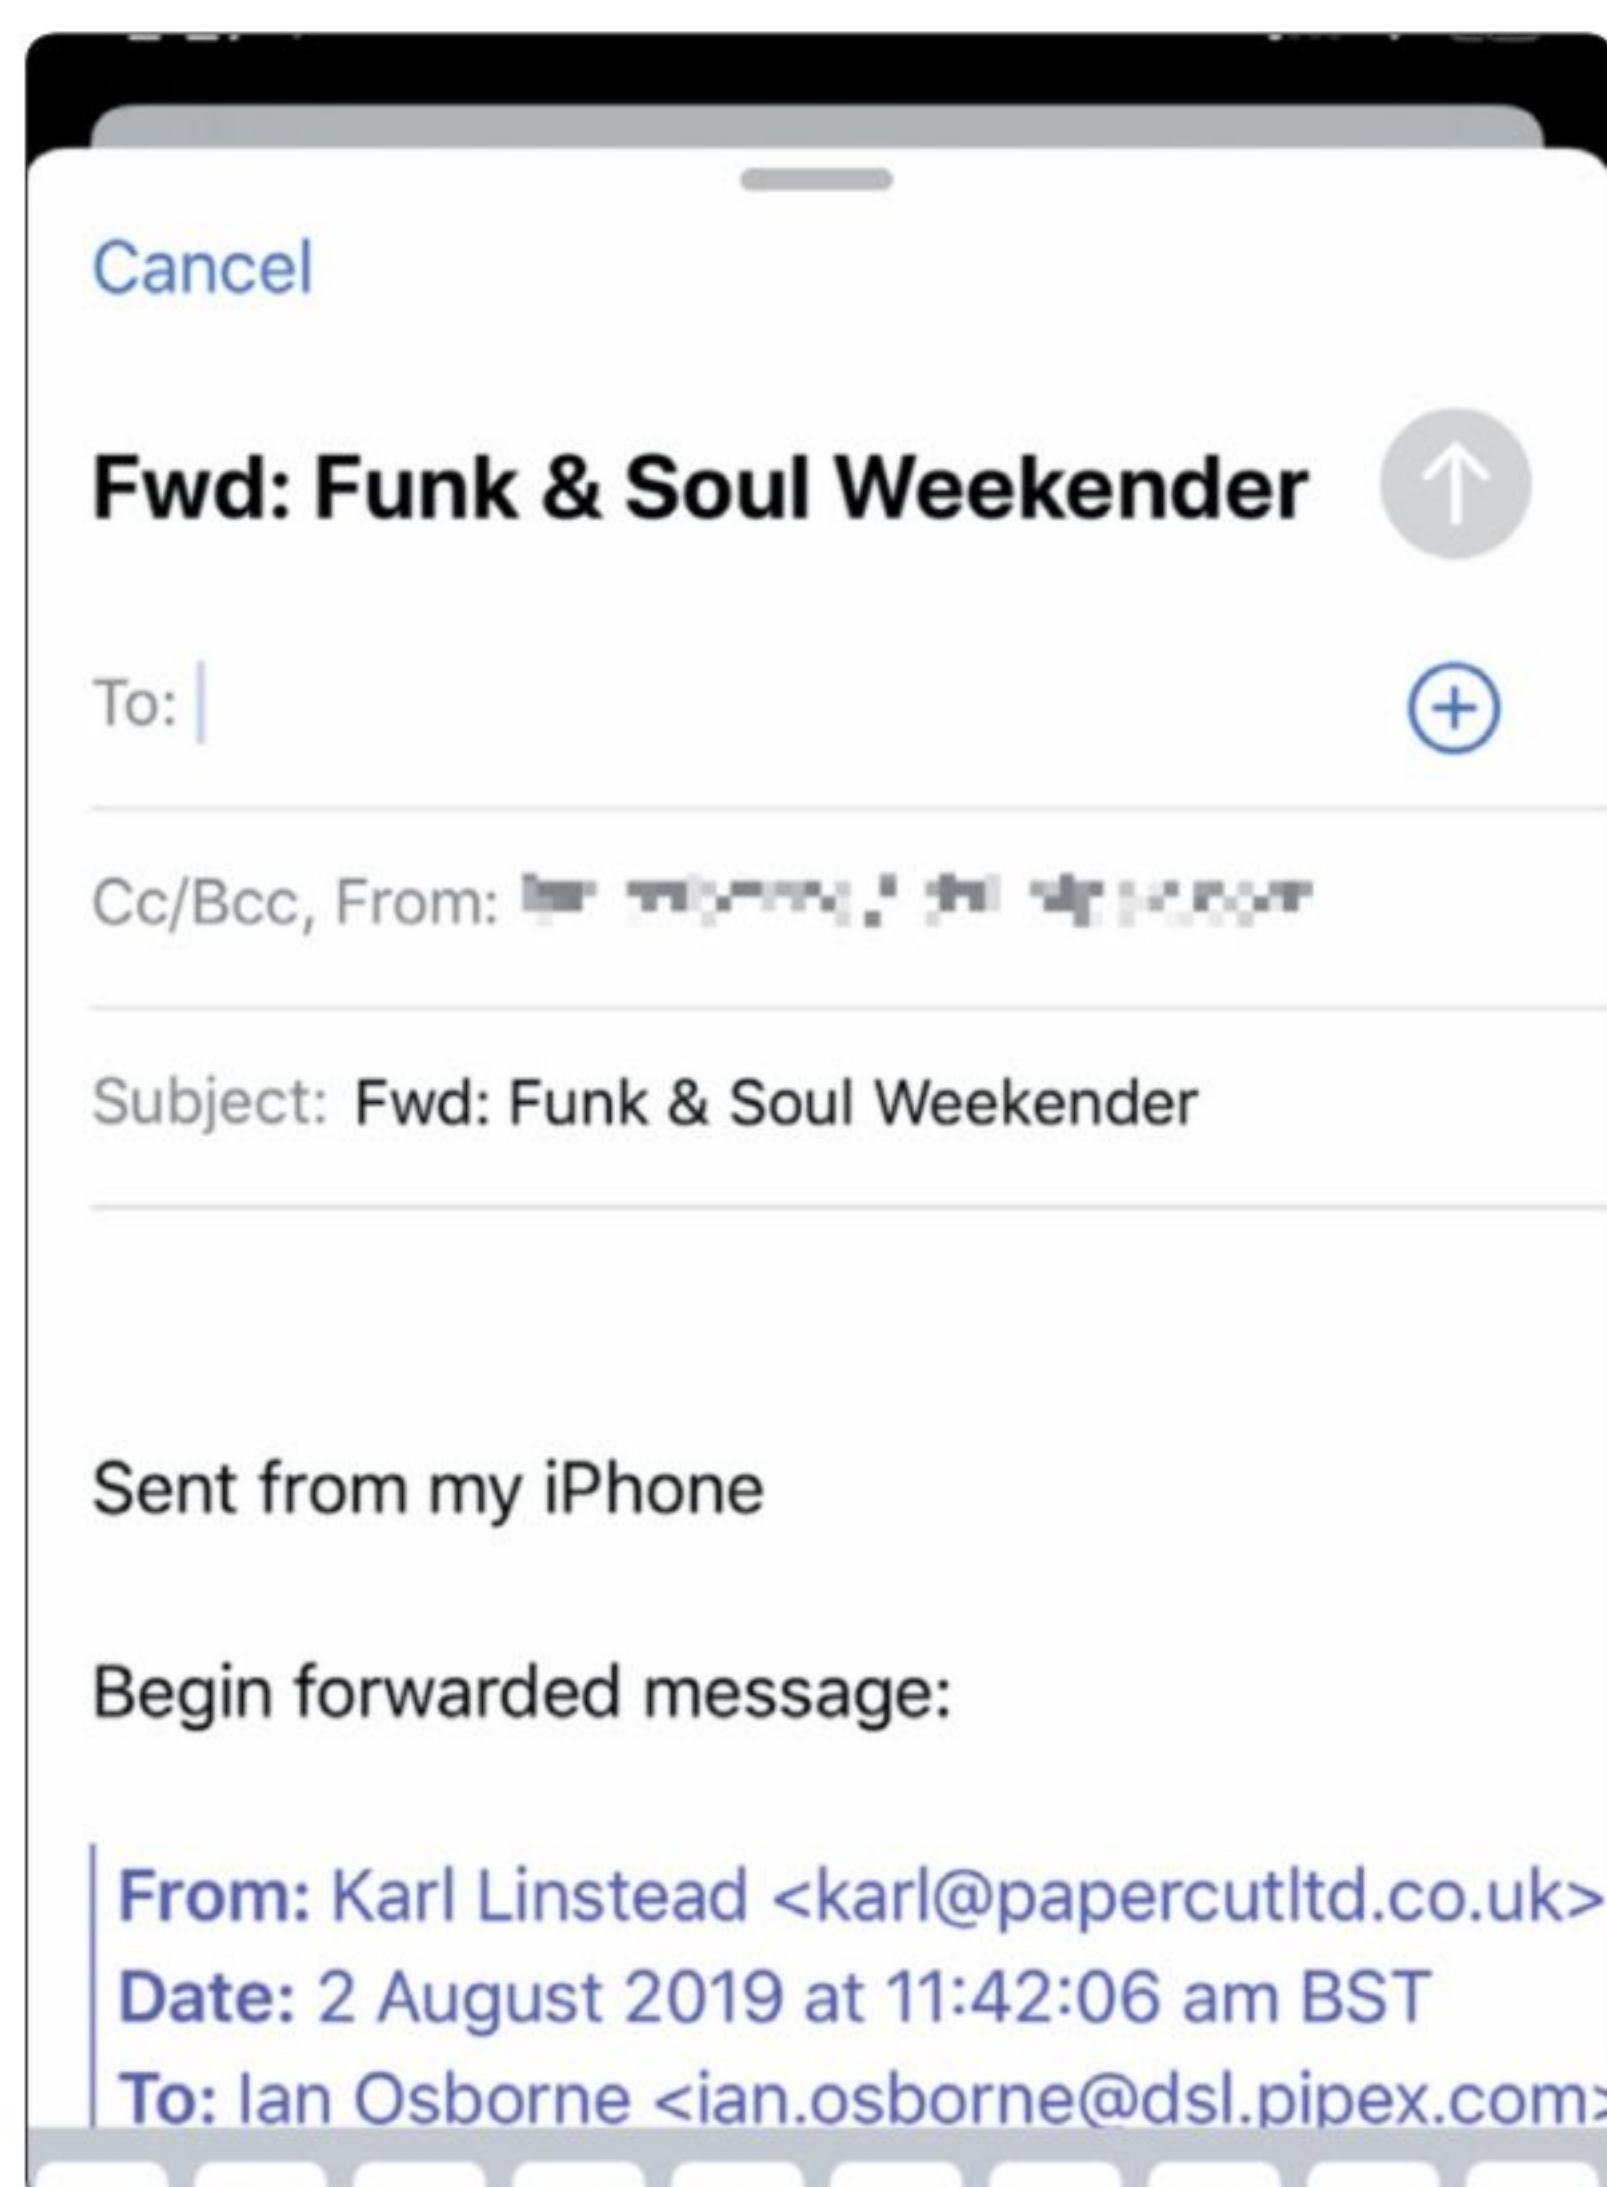 Cancel
Fwd: Funk & Soul Weekender
To:
Cc/Bcc, From:
Subject: Fwd: Funk & Soul Weekender
Sent from my iPhone
Begin forwarded message:
From: Karl Linstead <karl@papercutltd.co.uk>
Date: 2 August 2019 at 11:42:06 am BST
To: Ian Osborne <ian.osborne@dsl.pipex.com>